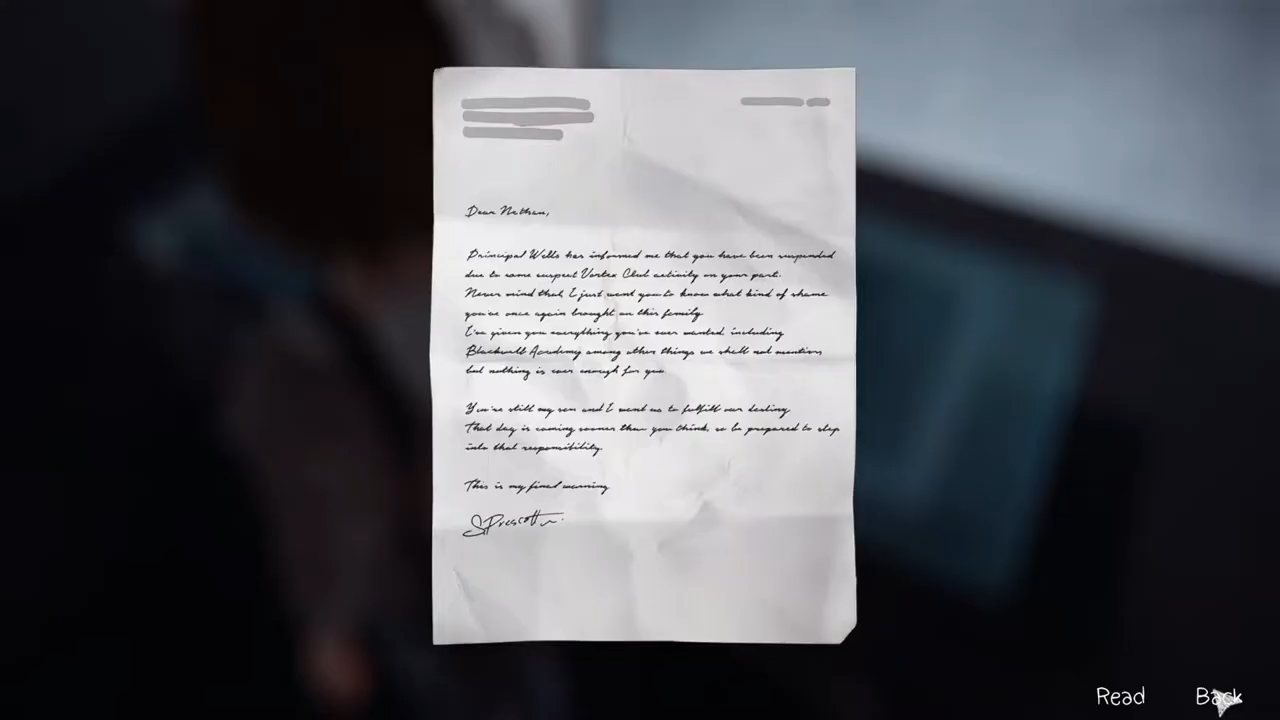 Dear Nathan,
Principal Wells has informed me that you have been suspended
due to some suspect Vortex Club activity on your part.
Never mind that, I just want you to know what kind of shame
you've once again brought on this family.
I've given you everything you've ever wanted including
Blackwell Academy among other things we shall not mention,
but nothing is ever enough for you.
You're still my son and I want us to fulfill our destiny.
That day is coming sooner than you think, so be prepared to step
into that responsibility.
This is my final warning
S.Prescott
Read Back